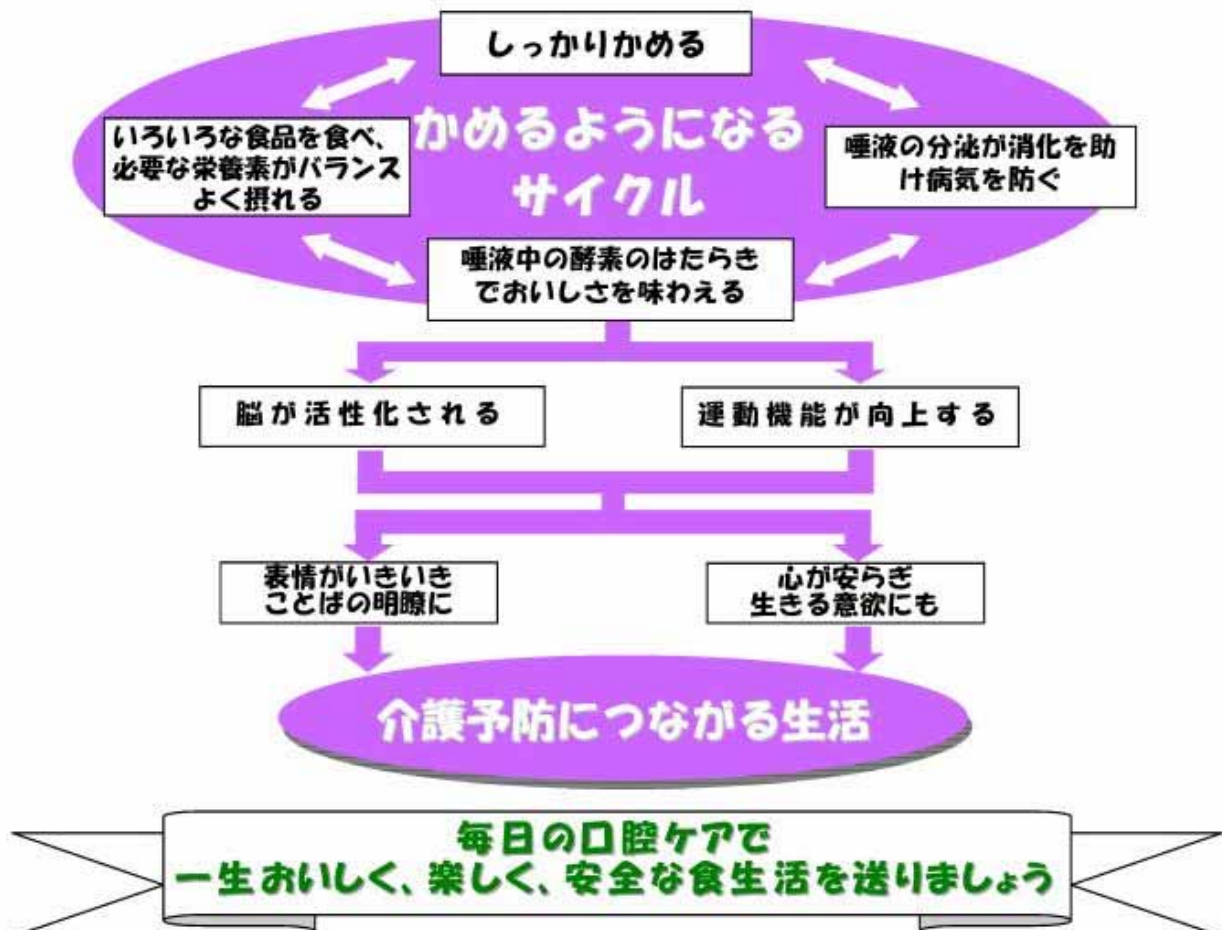 しっかりかめる
かめるようになる
サイクル
いろいろな食品を食べ、
必要な栄養素がバランス
よく摂れる
唾液の分泌が消化を助
け病気を防ぐ
唾液中の酵素のはたらき
でおいしさを味わえる
脳が活性化される
運動機能が向上する
表情がいきいき
ことばの明瞭に
心が安らぎ
生きる意欲にも
介護予防につながる生活
毎日の口腔ケアで
一生おいしく、楽しく、安全な食生活を送りましょう